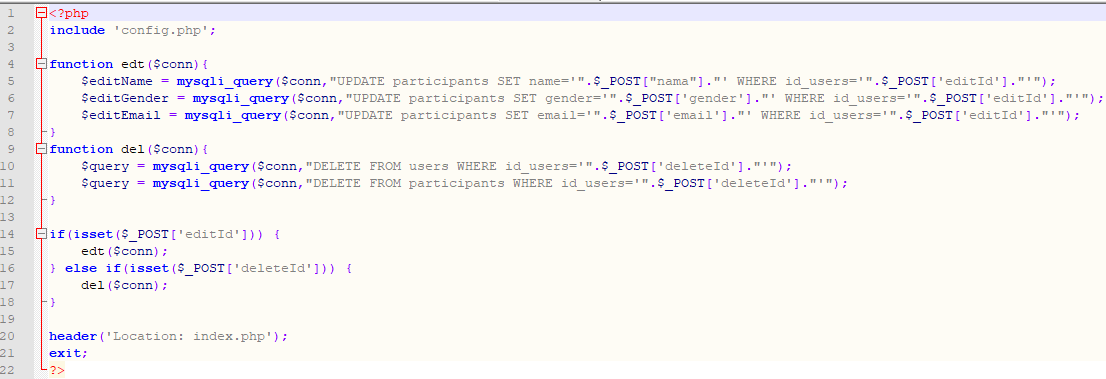 1 <?php
2 include 'config.php';
3
4 function edt($conn){
5 $editName = mysqli_query($conn,"UPDATE participants SET name='".$_POST["nama"]."' WHERE id_users='".$_POST['editId']."'");
6 $editGender = mysqli_query($conn,"UPDATE participants SET gender='".$_POST['gender']."' WHERE id_users='".$_POST['editId']."'");
7 $editEmail = mysqli_query($conn,"UPDATE participants SET email='".$_POST['email']."' WHERE id_users='".$_POST['editId']."'");
8 }
9 function del($conn){
10 $query = mysqli_query($conn,"DELETE FROM users WHERE id_users='".$_POST['deleteId']."'");
11 $query = mysqli_query($conn,"DELETE FROM participants WHERE id_users='".$_POST['deleteId']."'");
12 }
13
14 if(isset($_POST['editId'])) {
15 edt($conn);
16 } else if(isset($_POST['deleteId'])) {
17 del($conn);
18 }
19
20 header('Location: index.php');
21 exit;
22 ?>